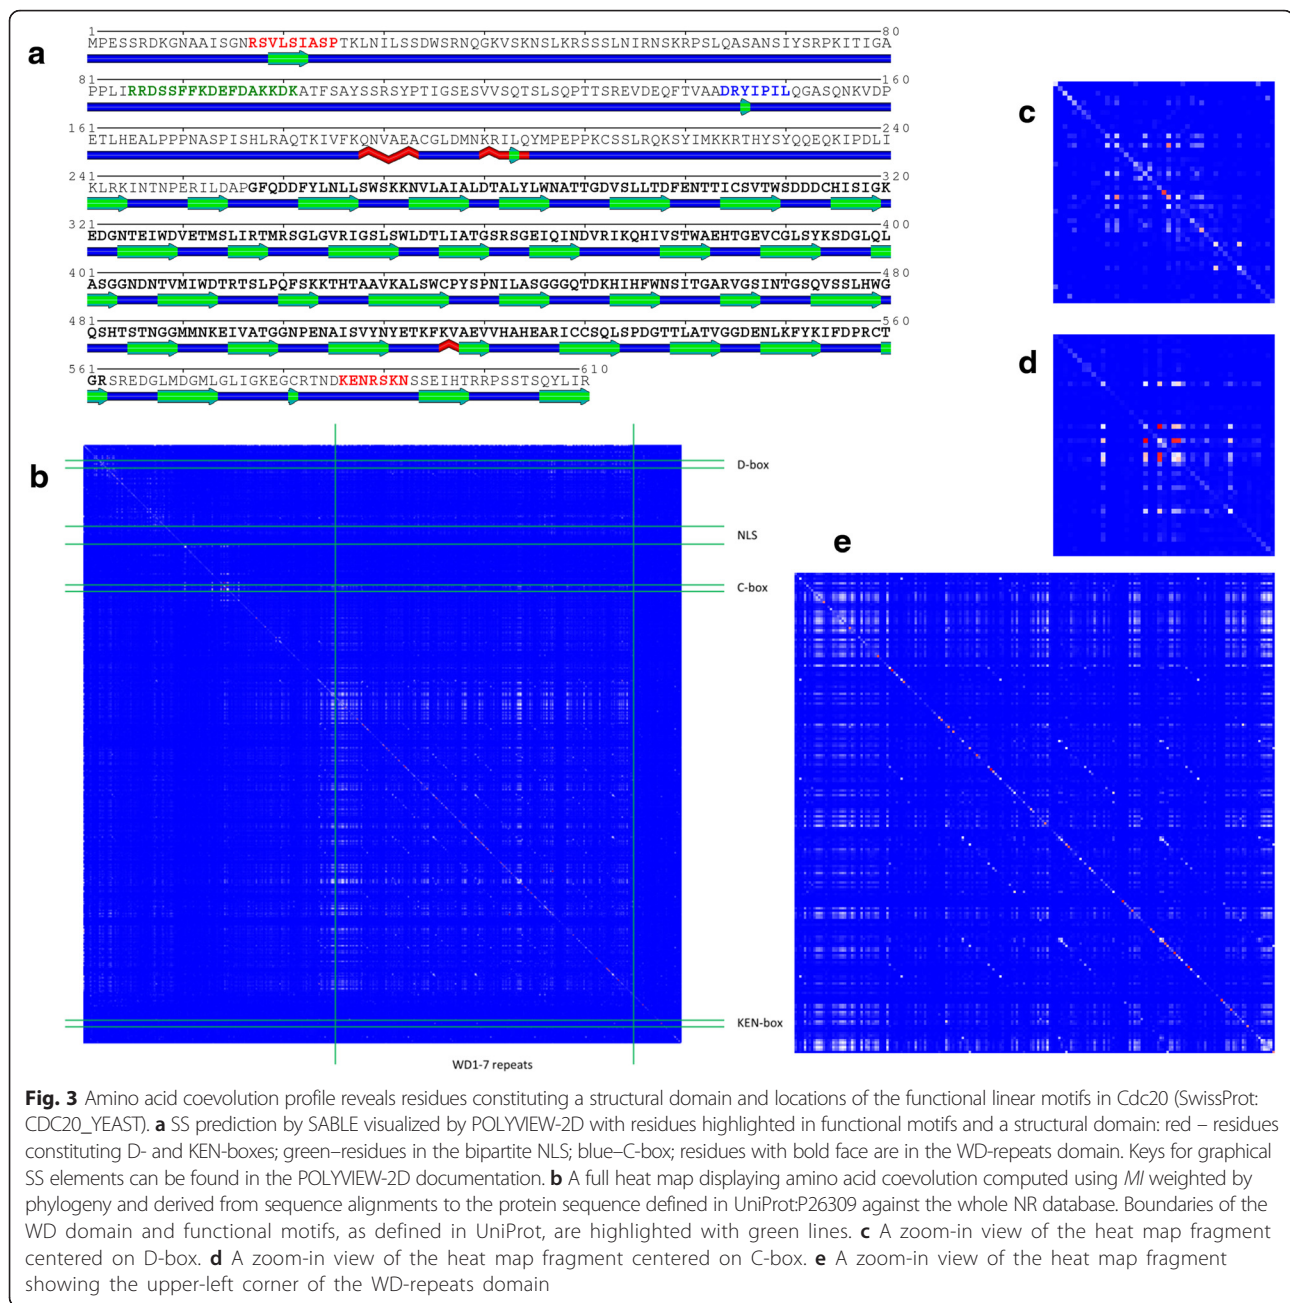 a
1 80
MPESSRDKGNAAISGNRSVLSIASPTKLNILSSDWSRNQGKVSKNSLKRSSSLNIRNSKRPSLQASANSIYSRPKITIGA
81 160
PPLIRRDSSFFKDEFDAKKDKATFSAYSSRSYPTIGSESVVSQTSLSQPTTSREVDEQFTVAADRYIPILQGASQNKVDP
161 240
ETLHEALPPPNASPISHLRAQTKIVFKQNVAEACGLDMNKRILQYMPEPPKCSSLRQKSYIMKKRTHYSYQQEQKIPDLI
241 320
KLRKINTNPERILDAPGFQDDFYLNLLSWSKKNVLAIALDTALYLWNATTGDVSLLTDFENTTICSVTWSDDDCHISIGK
321 400
EDGNTEIWDVETMSLIRTMRSGLGVRIGSLSWLDTLIATGSRSGEIQINDVRIKQHIVSTWAEHTGEVCGLSYKSDGLQL
401 480
ASGGNDNTVMIWDTRTSLPQFSKKTHTAAVKALSWCPYSPNILASGGGQTDKHIHFWNSITGARVGSINTGSQVSSLHWG
481 560
QSHTSTNGGMMNKEIVATGGNPENAISVYNYETKFKVAEVVHAHEARICCSQLSPDGTTLATVGGDENLKFYKIFDPRCT
561 610
GRSREDGLMDGMLGLIGKEGCRTNDKENRSKNSSEIHTRRPSSTSQYLIR
b
D-box
NLS
C-box
KEN-box
WD1-7 repeats
c
d
e
Fig. 3 Amino acid coevolution profile reveals residues constituting a structural domain and locations of the functional linear motifs in Cdc20 (SwissProt:
CDC20_YEAST). a SS prediction by SABLE visualized by POLYVIEW-2D with residues highlighted in functional motifs and a structural domain: red – residues
constituting D- and KEN-boxes; green–residues in the bipartite NLS; blue–C-box; residues with bold face are in the WD-repeats domain. Keys for graphical
SS elements can be found in the POLYVIEW-2D documentation. b A full heat map displaying amino acid coevolution computed using MI weighted by
phylogeny and derived from sequence alignments to the protein sequence defined in UniProt:P26309 against the whole NR database. Boundaries of the
WD domain and functional motifs, as defined in UniProt, are highlighted with green lines. c A zoom-in view of the heat map fragment
centered on D-box. d A zoom-in view of the heat map fragment centered on C-box. e A zoom-in view of the heat map fragment
showing the upper-left corner of the WD-repeats domain